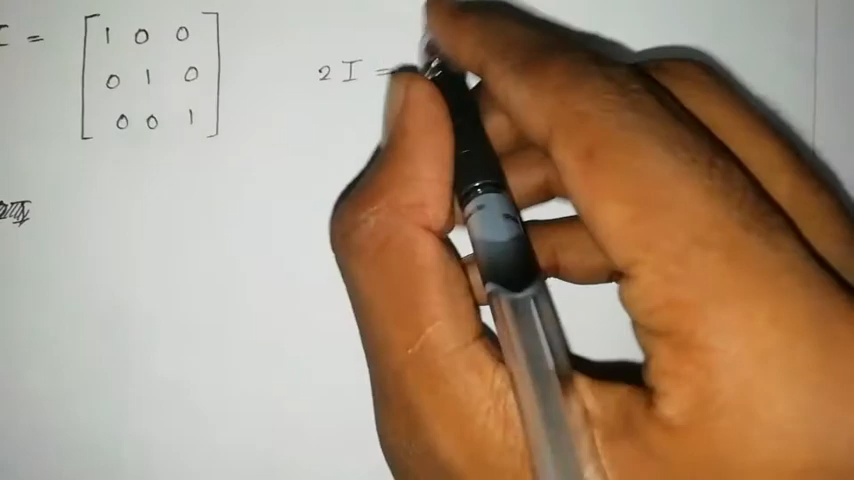 I = [ 1 0 0
0 1 0
0 0 1 ]
2 I =